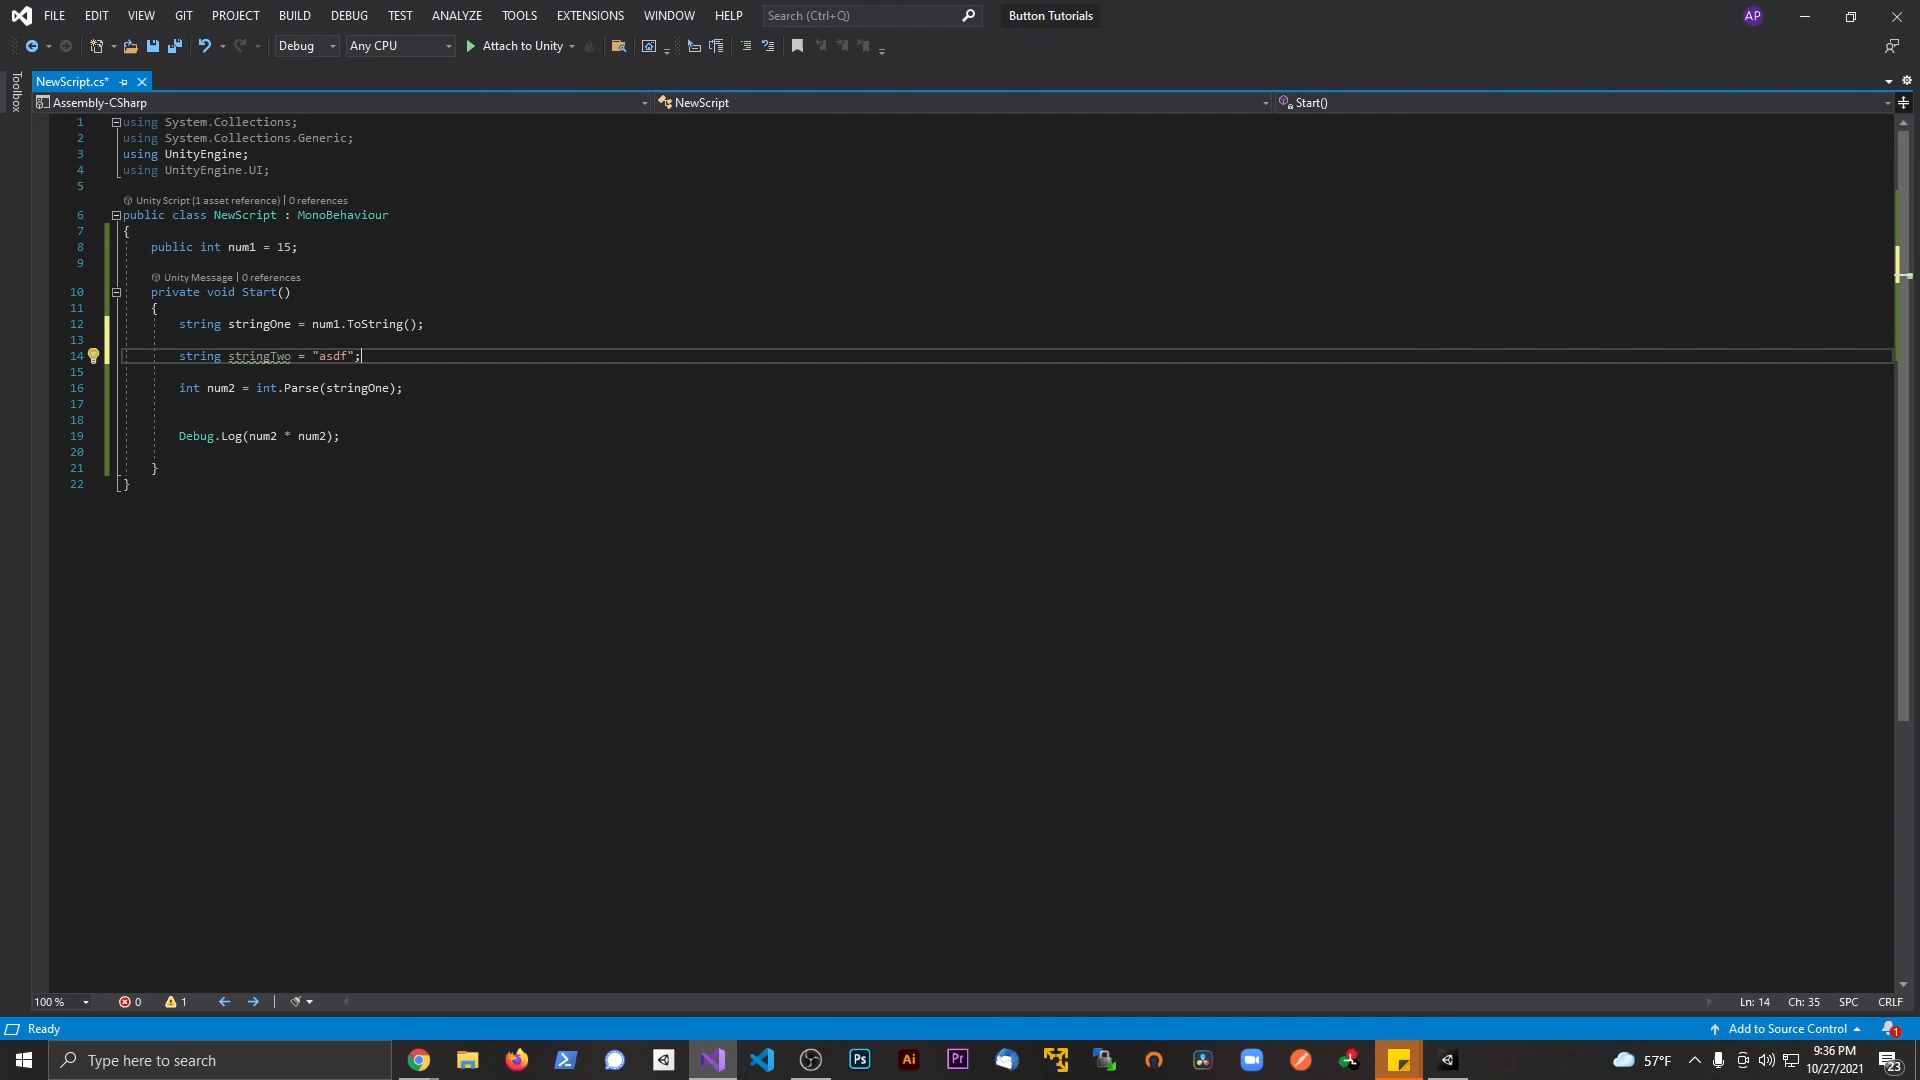 FILE EDIT VIEW GIT PROJECT BUILD DEBUG TEST ANALYZE TOOLS EXTENSIONS WINDOW HELP Search (Ctrl+Q) Button Tutorials AP
Debug Any CPU Attach to Unity
Toolbox
NewScript.cs*
Assembly-CSharp NewScript Start()
1 using System.Collections;
2 using System.Collections.Generic;
3 using UnityEngine;
4 using UnityEngine.UI;
5
Unity Script (1 asset reference) | 0 references
6 public class NewScript : MonoBehaviour
7 {
8 public int num1 = 15;
9
Unity Message | 0 references
10 private void Start()
11 {
12 string stringOne = num1.ToString();
13
14 string stringTwo = "asdf";
15
16 int num2 = int.Parse(stringOne);
17
18
19 Debug.Log(num2 * num2);
20
21 }
22 }
100 % 0 1 Ln: 14 Ch: 35 SPC CRLF
Ready Add to Source Control 1
Type here to search Ps Ai Pr 57°F 9:36 PM
10/27/2021 23